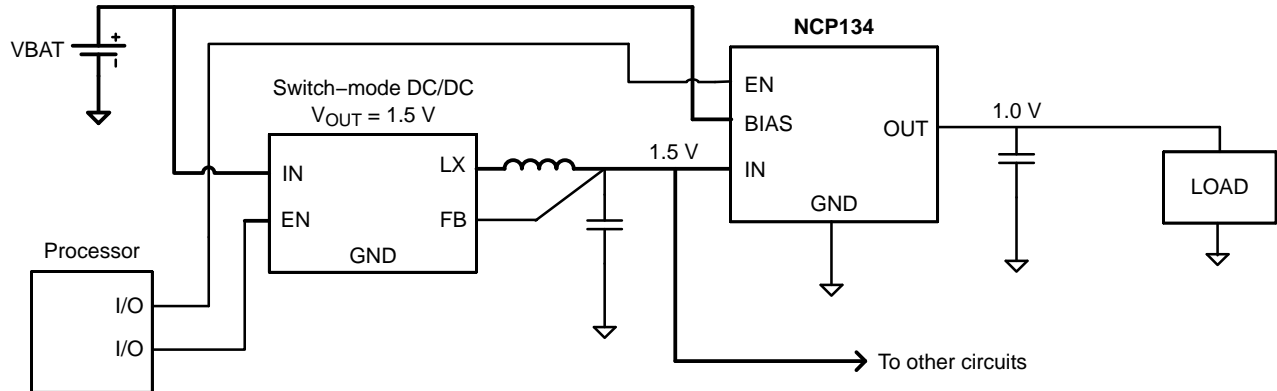 NCP134
VBAT
+
−
Switch−mode DC/DC
VOUT = 1.5 V
EN
BIAS
IN
OUT
GND
1.0 V
LOAD
1.5 V
IN
EN
LX
FB
GND
Processor
I/O
I/O
To other circuits